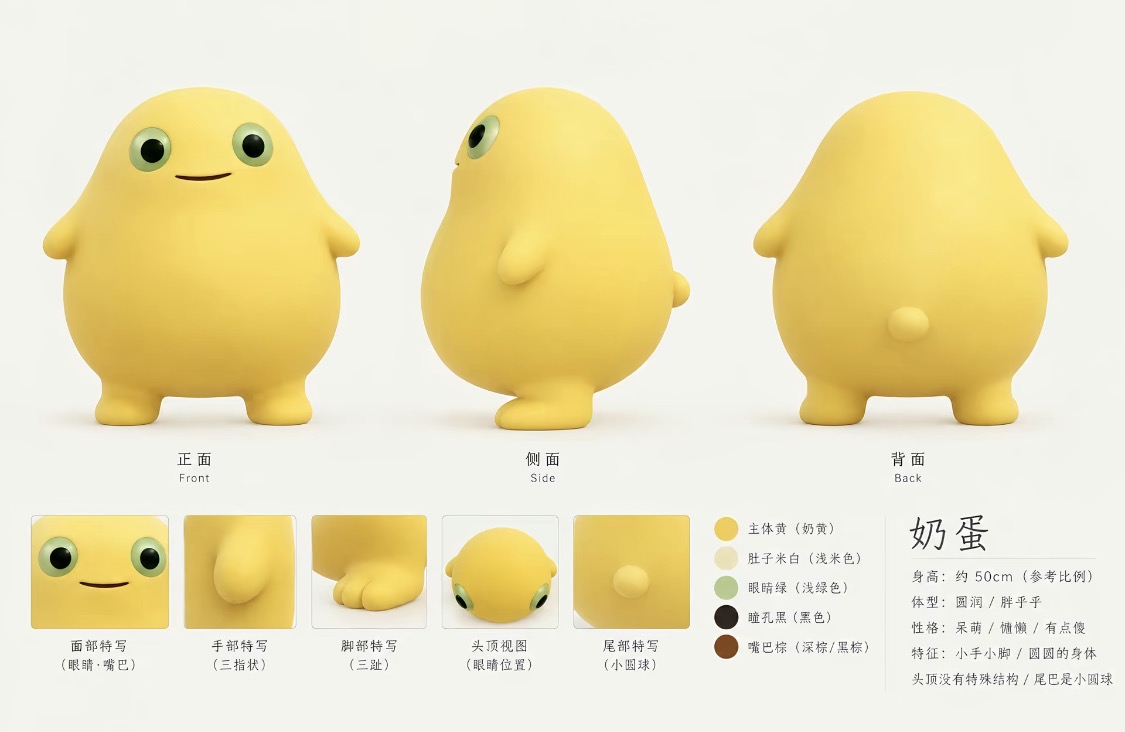 正面
Front
侧面
Side
背面
Back
面部特写
（眼睛·嘴巴）
手部特写
（三指状）
脚部特写
（三趾）
头顶视图
（眼睛位置）
尾部特写
（小圆球）
主体黄（奶黄）
肚子米白（浅米色）
眼睛绿（浅绿色）
瞳孔黑（黑色）
嘴巴棕（深棕/黑棕）
奶蛋
身高：约 50cm（参考比例）
体型：圆润 / 胖乎乎
性格：呆萌 / 慵懒 / 有点傻
特征：小手小脚 / 圆圆的身体
头顶没有特殊结构 / 尾巴是小圆球